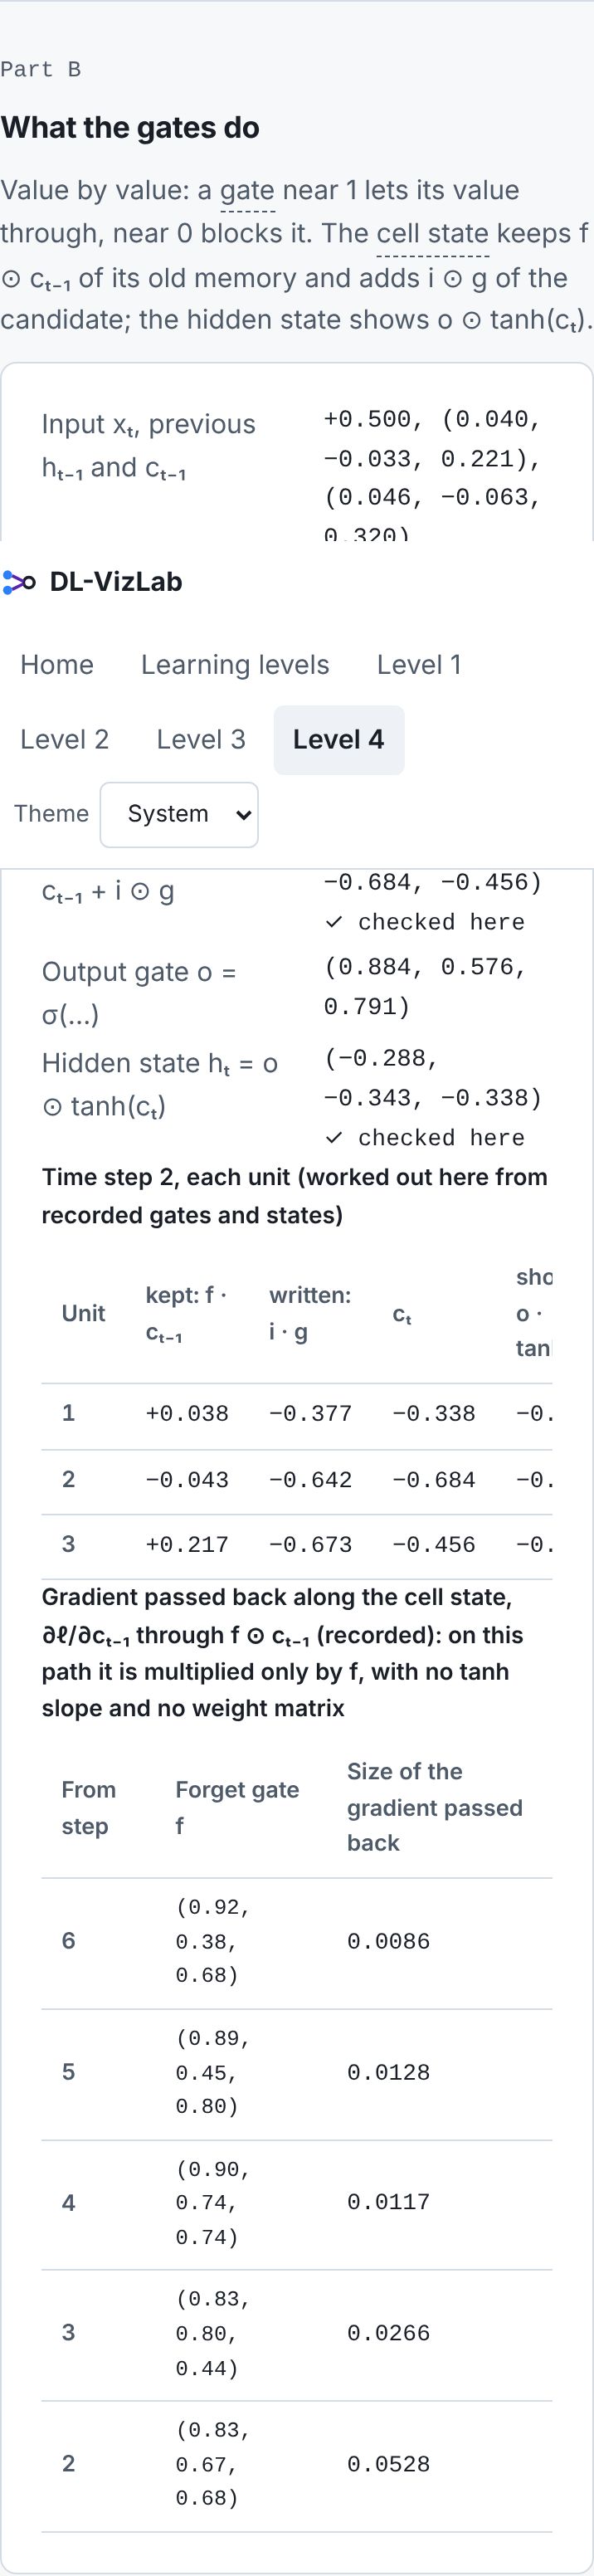 Part B
What the gates do
Value by value: a gate near 1 lets its value
through, near 0 blocks it. The cell state keeps f
⊙ cₜ₋₁ of its old memory and adds i ⊙ g of the
candidate; the hidden state shows o ⊙ tanh(cₜ).
Input xₜ, previous
hₜ₋₁ and cₜ₋₁
+0.500, (0.040,
−0.033, 0.221),
(0.046, −0.063,
0.320)
DL-VizLab
Home Learning levels Level 1
Level 2 Level 3 Level 4
Theme System
cₜ₋₁ + i ⊙ g
−0.684, −0.456)
✓ checked here
Output gate o =
σ(…)
(0.884, 0.576,
0.791)
Hidden state hₜ = o
⊙ tanh(cₜ)
(−0.288,
−0.343, −0.338)
✓ checked here
Time step 2, each unit (worked out here from
recorded gates and states)
Unit
kept: f ·
cₜ₋₁
written:
i · g
cₜ
o ·
1 +0.038 −0.377 −0.338 −0.
2 −0.043 −0.642 −0.684 −0.
3 +0.217 −0.673 −0.456 −0.
Gradient passed back along the cell state,
∂ℓ/∂cₜ₋₁ through f ⊙ cₜ₋₁ (recorded): on this
path it is multiplied only by f, with no tanh
slope and no weight matrix
From
step
Forget gate
f
Size of the
gradient passed
back
6
(0.92,
0.38,
0.68)
0.0086
5
(0.89,
0.45,
0.80)
0.0128
4
(0.90,
0.74,
0.74)
0.0117
3
(0.83,
0.80,
0.44)
0.0266
2
(0.83,
0.67,
0.68)
0.0528